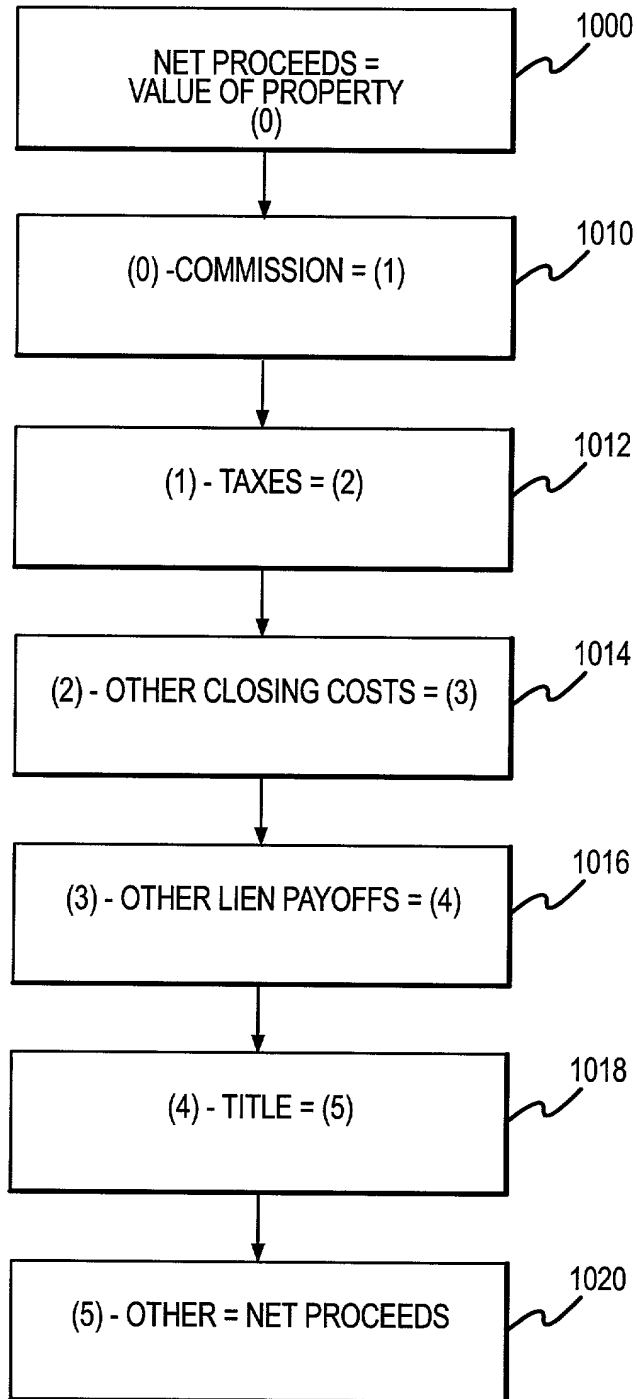 1000
NET PROCEEDS =
VALUE OF PROPERTY
(0)
1010
(0) -COMMISSION = (1)
1012
(1) - TAXES = (2)
1014
(2) - OTHER CLOSING COSTS = (3)
1016
(3) - OTHER LIEN PAYOFFS = (4)
1018
(4) - TITLE = (5)
1020
(5) - OTHER = NET PROCEEDS